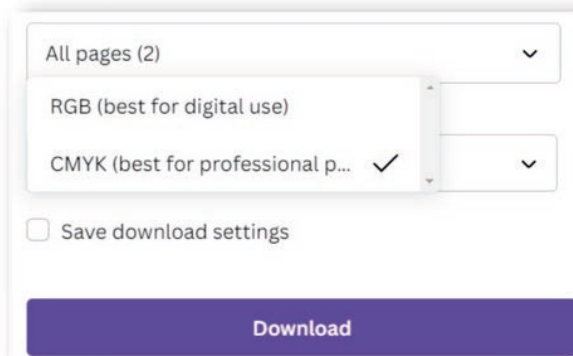 All pages (2)
RGB (best for digital use)
CMYK (best for professional p...
Save download settings
Download